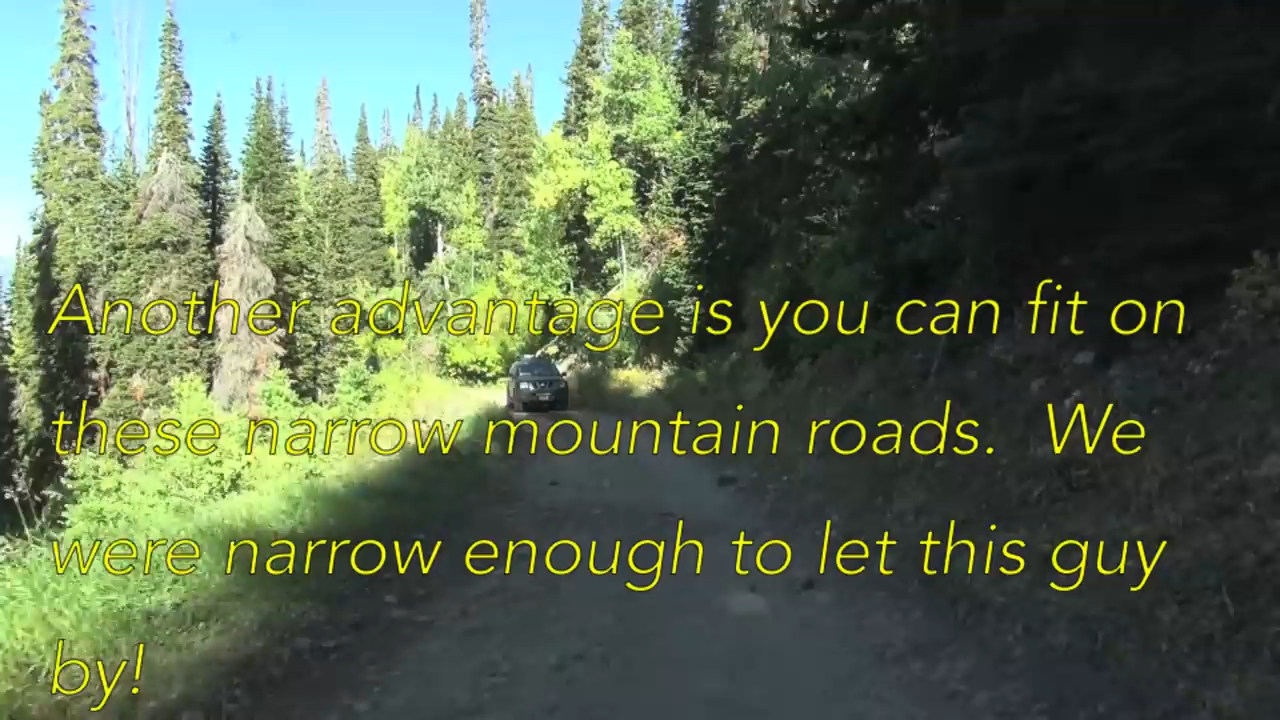 Another advantage is you can fit on
these narrow mountain roads.  We
were narrow enough to let this guy
by!